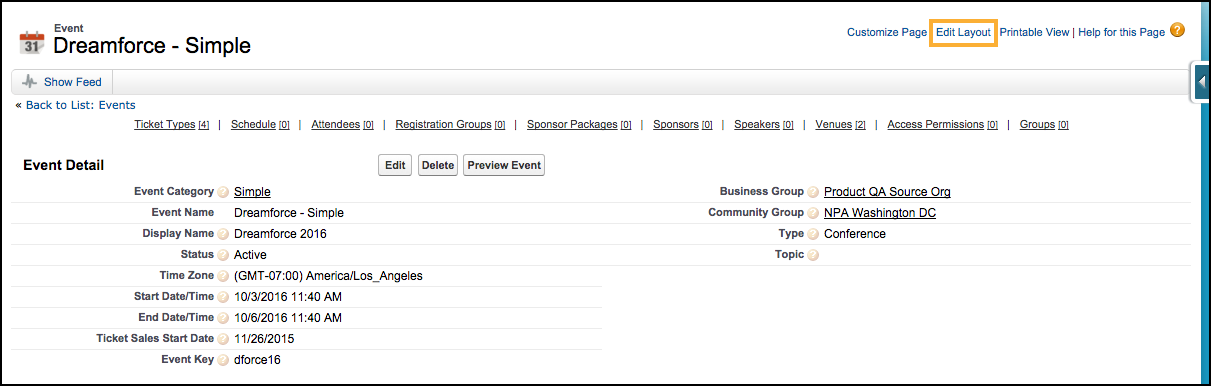 Event
Dreamforce - Simple
Customize Page Edit Layout Printable View | Help for this Page ?
31
Show Feed
« Back to List: Events
Ticket Types [4] | Schedule [0] | Attendees [0] | Registration Groups [0] | Sponsor Packages [0] | Sponsors [0] | Speakers [0] | Venues [2] | Access Permissions [0] | Groups [0]
Event Detail Edit Delete Preview Event
Event Category ? Simple Business Group ? Product QA Source Org
Event Name Dreamforce - Simple Community Group ? NPA Washington DC
Display Name ? Dreamforce 2016 Type ? Conference
Status ? Active Topic ?
Time Zone ? (GMT-07:00) America/Los_Angeles
Start Date/Time ? 10/3/2016 11:40 AM
End Date/Time ? 10/6/2016 11:40 AM
Ticket Sales Start Date ? 11/26/2015
Event Key ? dforce16